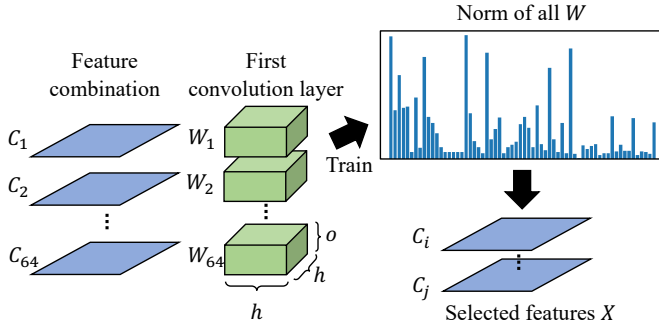 Norm of all W
Feature
combination
First
convolution layer
C₁
W₁
Train
C₂
W₂
⋮
⋮
C₆₄
W₆₄
o
h
h
Cᵢ
⋮
Cⱼ
Selected features X